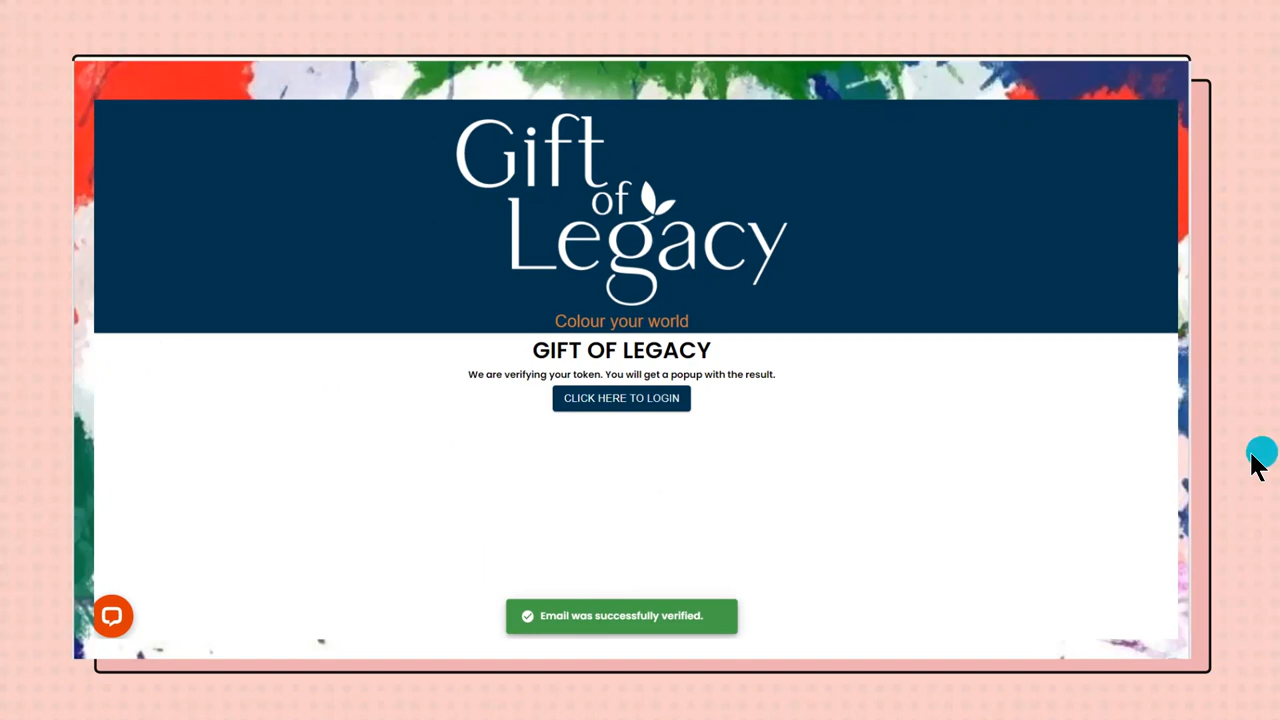 Gift
of
Legacy
Colour your world
GIFT OF LEGACY
We are verifying your token. You will get a popup with the result.
CLICK HERE TO LOGIN
Email was successfully verified.